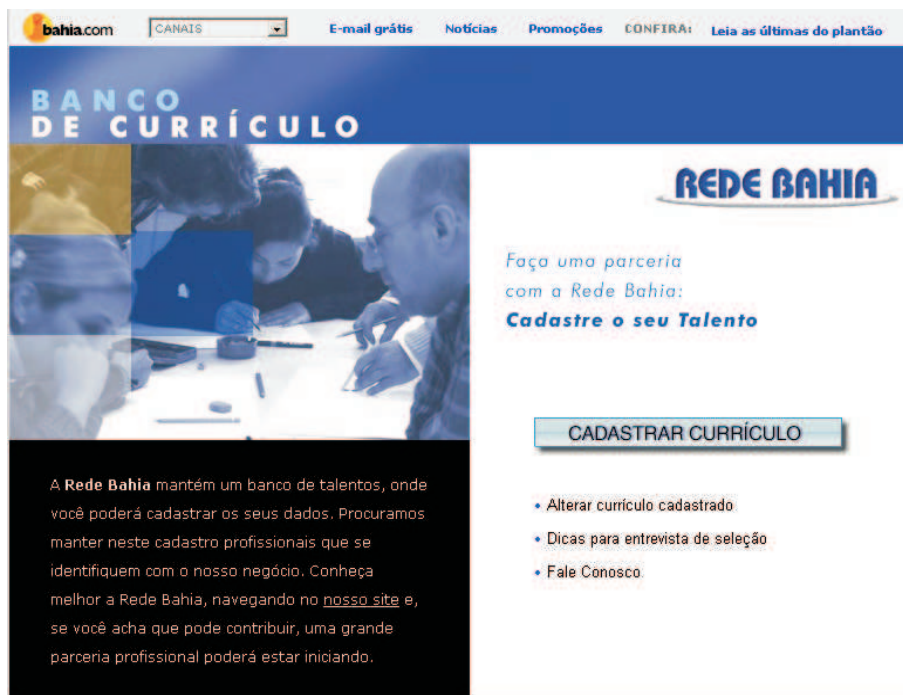 ibahia.com CANAIS E-mail grátis Notícias Promoções CONFIRA: Leia as últimas do plantão
BANCO
DE CURRÍCULO
REDE BAHIA
Faça uma parceria
com a Rede Bahia:
Cadastre o seu Talento
CADASTRAR CURRÍCULO
• Alterar currículo cadastrado
• Dicas para entrevista de seleção
• Fale Conosco
A Rede Bahia mantém um banco de talentos, onde
você poderá cadastrar os seus dados. Procuramos
manter neste cadastro profissionais que se
identifiquem com o nosso negócio. Conheça
melhor a Rede Bahia, navegando no nosso site e,
se você acha que pode contribuir, uma grande
parceria profissional poderá estar iniciando.